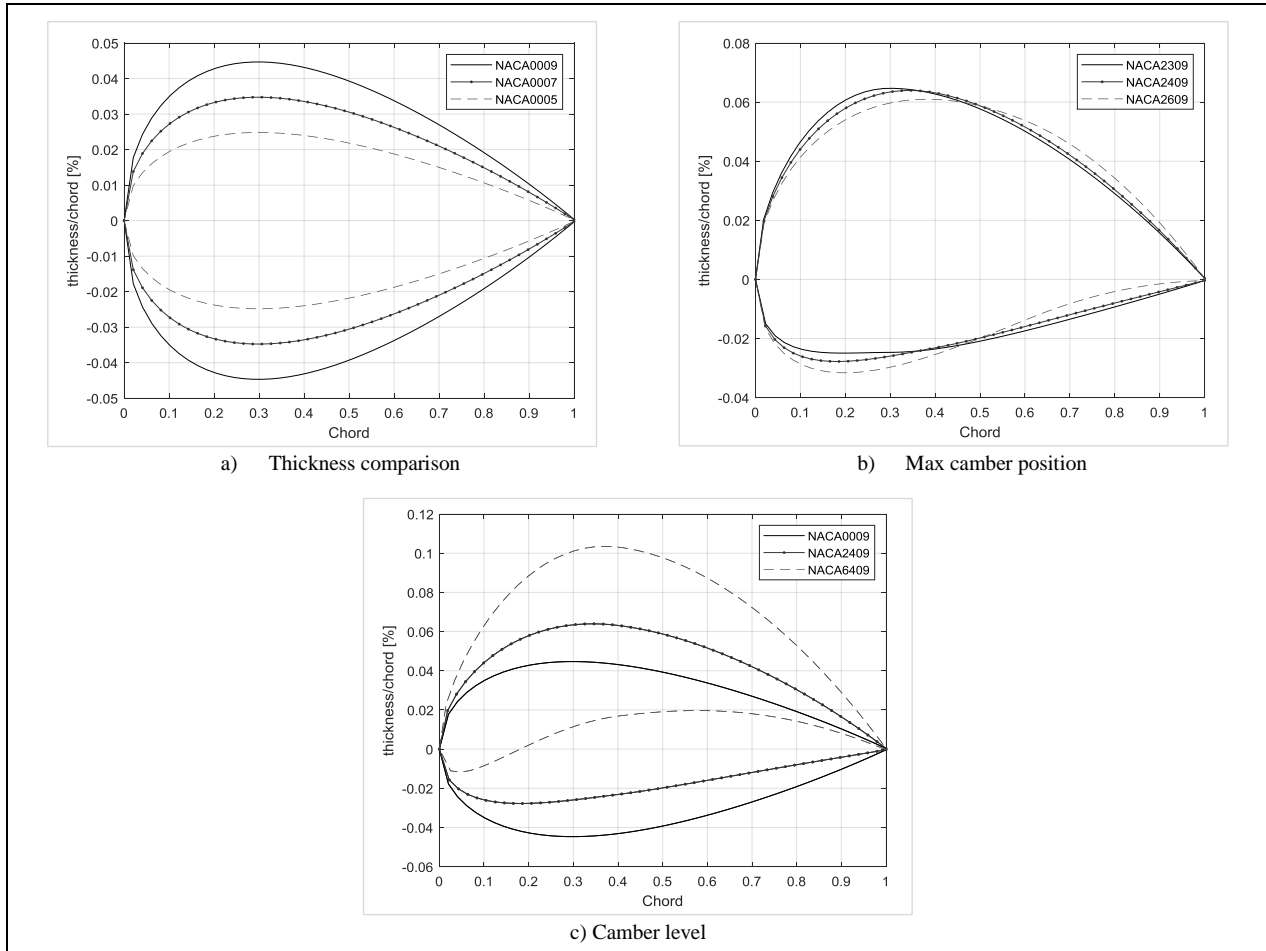 0.05
0.04
0.03
0.02
0.01
0
-0.01
-0.02
-0.03
-0.04
-0.05
thickness/chord [%]
NACA0009
NACA0007
NACA0005
0 0.1 0.2 0.3 0.4 0.5 0.6 0.7 0.8 0.9 1
Chord
a) Thickness comparison
0.08
0.06
0.04
0.02
0
-0.02
-0.04
thickness/chord [%]
NACA2309
NACA2409
NACA2609
0 0.1 0.2 0.3 0.4 0.5 0.6 0.7 0.8 0.9 1
Chord
b) Max camber position
0.12
0.1
0.08
0.06
0.04
0.02
0
-0.02
-0.04
-0.06
thickness/chord [%]
NACA0009
NACA2409
NACA6409
0 0.1 0.2 0.3 0.4 0.5 0.6 0.7 0.8 0.9 1
Chord
c) Camber level